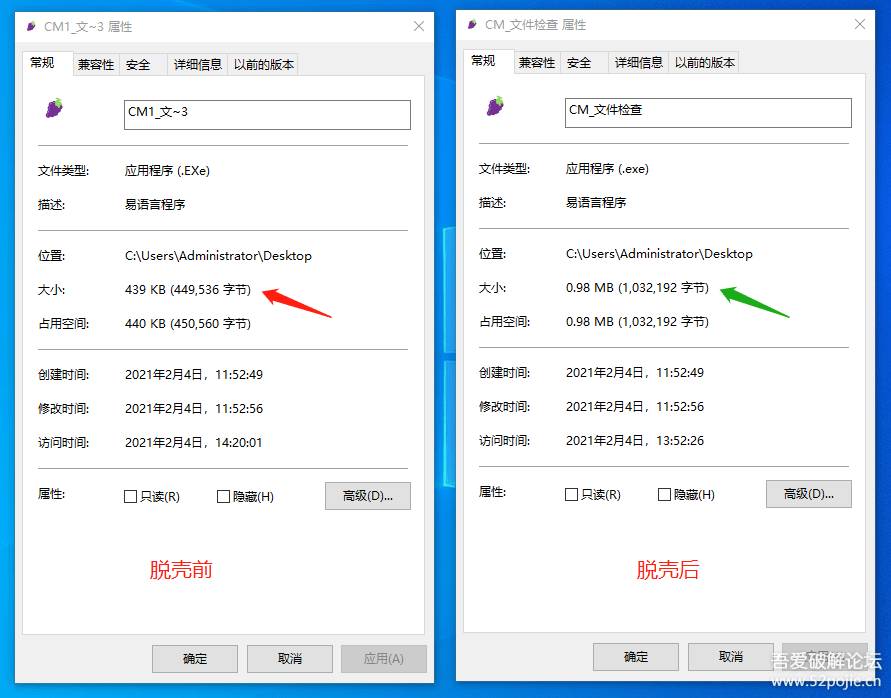 CM1_文~3 属性
常规 兼容性 安全 详细信息 以前的版本
CM1_文~3
文件类型: 应用程序 (.EXe)
描述: 易语言程序
位置: C:\Users\Administrator\Desktop
大小: 439 KB (449,536 字节)
占用空间: 440 KB (450,560 字节)
创建时间: 2021年2月4日，11:52:49
修改时间: 2021年2月4日，11:52:56
访问时间: 2021年2月4日，14:20:01
属性: 只读(R) 隐藏(H) 高级(D)...
脱壳前
确定 取消 应用(A)
CM_文件检查 属性
常规 兼容性 安全 详细信息 以前的版本
CM_文件检查
文件类型: 应用程序 (.exe)
描述: 易语言程序
位置: C:\Users\Administrator\Desktop
大小: 0.98 MB (1,032,192 字节)
占用空间: 0.98 MB (1,032,192 字节)
创建时间: 2021年2月4日，11:52:49
修改时间: 2021年2月4日，11:52:56
访问时间: 2021年2月4日，13:52:26
属性: 只读(R) 隐藏(H) 高级(D)...
脱壳后
确定 取消
吾爱破解论坛
www.52pojie.cn